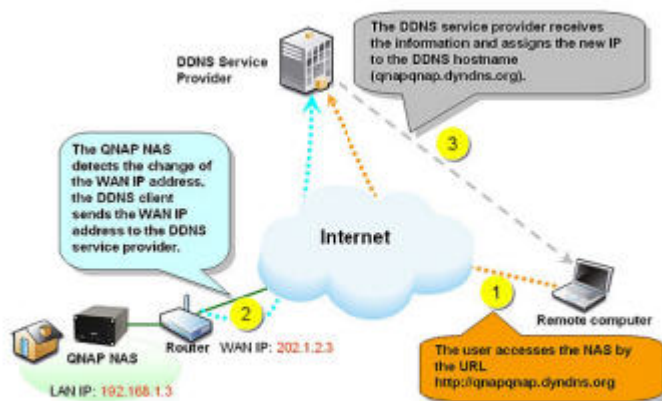 DDNS Service
Provider
The DDNS service provider receives
the information and assigns the new IP
to the DDNS hostname
(qnapqnap.dyndns.org).
3
The QNAP NAS
detects the change of
the WAN IP address.
the DDNS client
sends the WAN IP
address to the DDNS
service provider.
Internet
1
2
Remote computer
QNAP NAS
Router
WAN IP: 202.1.2.3
LAN IP: 192.168.1.3
The user accesses the NAS by
the URL
http://qnapqnap.dyndns.org